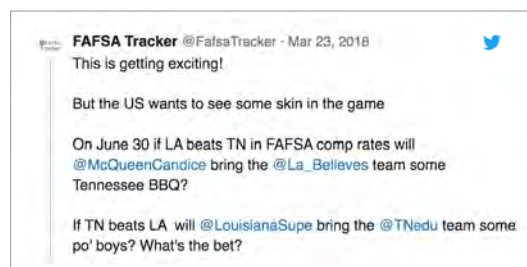 FAFSA Tracker @FafsaTracker · Mar 23, 2018
This is getting exciting!
But the US wants to see some skin in the game
On June 30 if LA beats TN in FAFSA comp rates will
@McQueenCandice bring the @La_Believes team some
Tennessee BBQ?
If TN beats LA will @LouisianaSupe bring the @TNedu team some
po' boys? What's the bet?